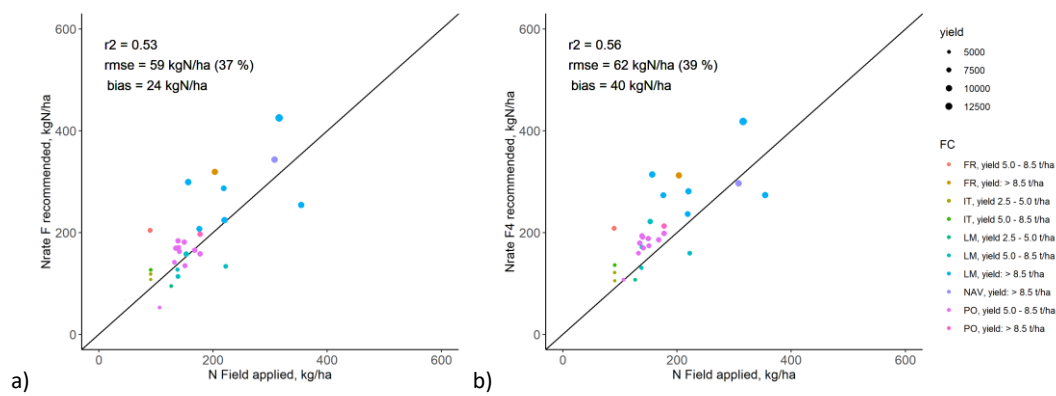 r2 = 0.53
rmse = 59 kgN/ha (37 %)
bias = 24 kgN/ha
Nrate F recommended, kgN/ha
600
400
200
0
0 200 400 600
N Field applied, kg/ha
a)
r2 = 0.56
rmse = 62 kgN/ha (39 %)
bias = 40 kgN/ha
Nrate F4 recommended, kgN/ha
600
400
200
0
0 200 400 600
N Field applied, kg/ha
b)
yield
5000
7500
10000
12500
FC
FR, yield 5.0 - 8.5 t/ha
FR, yield: > 8.5 t/ha
IT, yield 2.5 - 5.0 t/ha
IT, yield 5.0 - 8.5 t/ha
LM, yield 2.5 - 5.0 t/ha
LM, yield 5.0 - 8.5 t/ha
LM, yield: > 8.5 t/ha
NAV, yield: > 8.5 t/ha
PO, yield 5.0 - 8.5 t/ha
PO, yield: > 8.5 t/ha